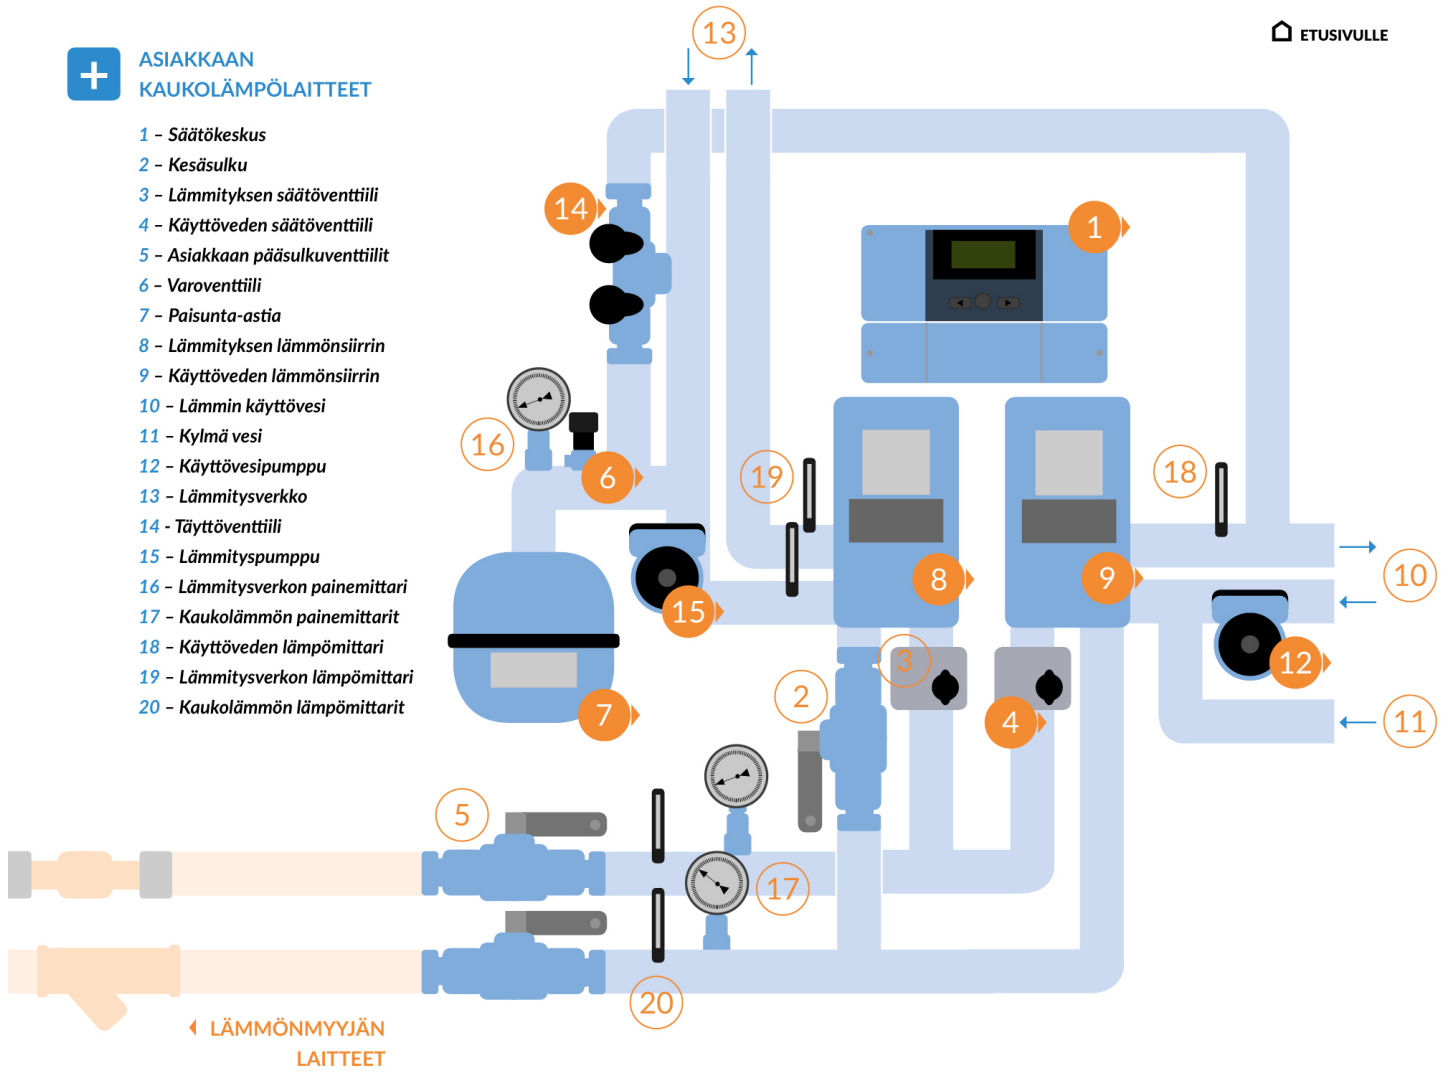 ETUSIVULLE
ASIAKKAAN
KAUKOLÄMPÖLAITTEET
1 – Säätökeskus
2 – Kesäsulku
3 – Lämmityksen säätöventtiili
4 – Käyttöveden säätöventiili
5 – Asiakkaan pääsulkuventtiilit
6 – Varoventtiili
7 – Paisunta-astia
8 – Lämmityksen lämmönsiirrin
9 – Käyttöveden lämmönsiirrin
10 – Lämmin käyttövesi
11 – Kylmä vesi
12 – Käyttövesipumppu
13 – Lämmitysverkko
14 - Täyttöventtiili
15 – Lämmityspumppu
16 – Lämmitysverkon painemittari
17 – Kaukolämmön painemittarit
18 – Käyttöveden lämpömittari
19 – Lämmitysverkon lämpömittari
20 – Kaukolämmön lämpömittarit
13
14
1
16
6
19
18
8
9
10
15
3
12
2
7
4
11
5
17
20
LÄMMÖNMYYJÄN
LAITTEET